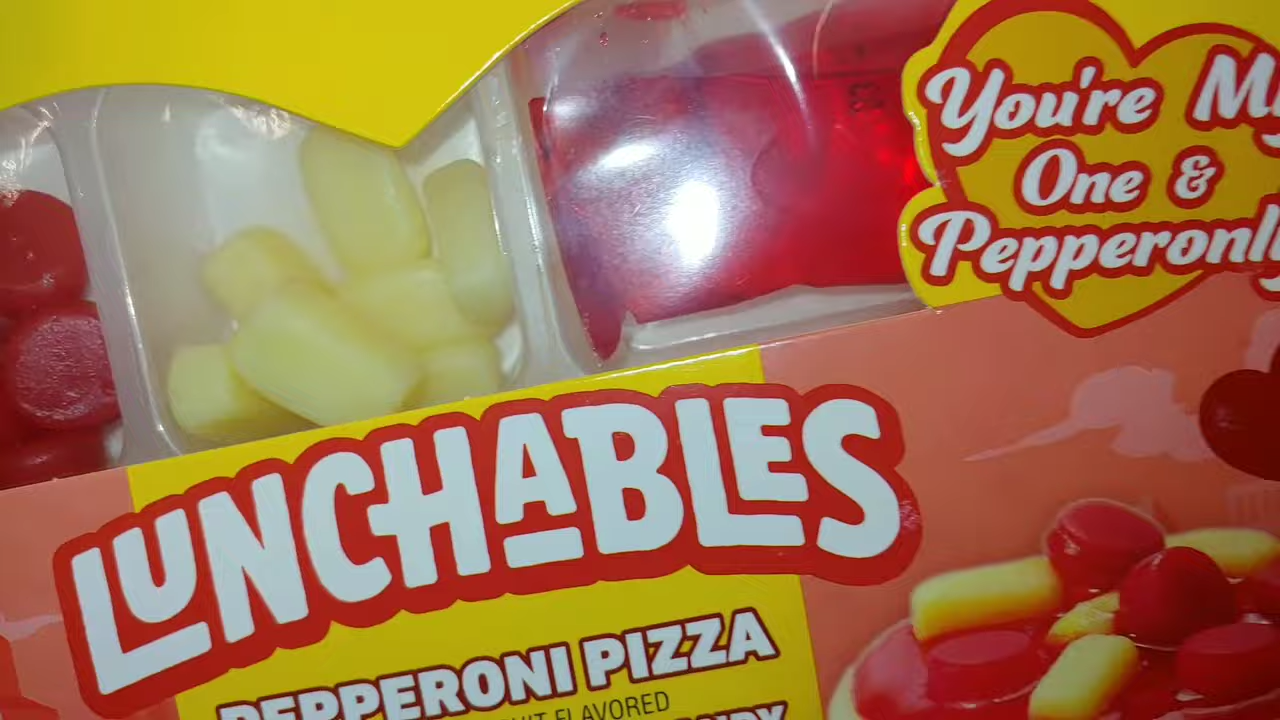 You're My
One &
Pepperonly
LUNCHABLES
PEPPERONI PIZZA
FLAVORED